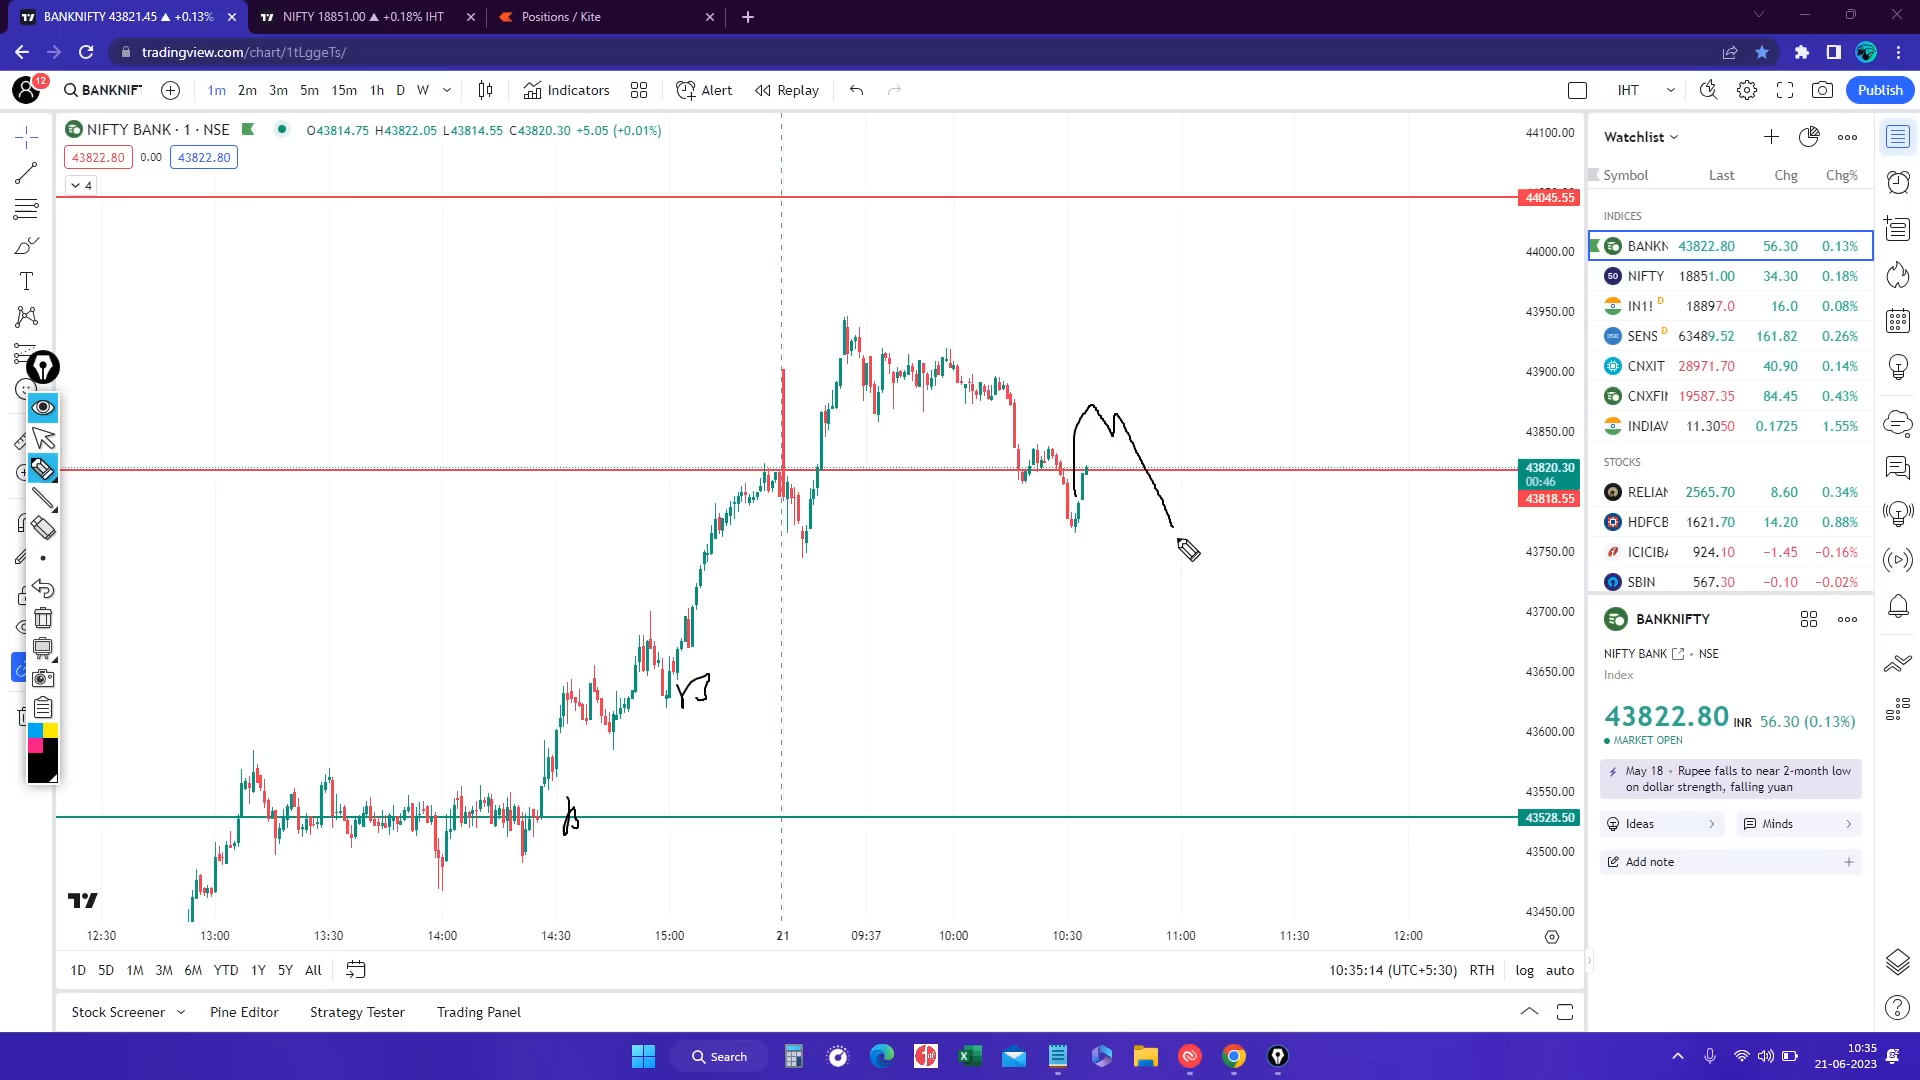 BANKNIFTY 43821.45 ▲ +0.13%
NIFTY 18851.00 ▲ +0.18% IHT
Positions / Kite
tradingview.com/chart/1tLggeTs/
12
BANKNIF
1m 2m 3m 5m 15m 1h D W
Indicators
Alert
Replay
IHT
Publish
NIFTY BANK · 1 · NSE
O43814.75 H43822.05 L43814.55 C43820.30 +5.05 (+0.01%)
43822.80 0.00 43822.80
4
44100.00
44045.55
44000.00
43950.00
43900.00
43850.00
43820.30
00:46
43818.55
43750.00
43700.00
43650.00
43600.00
43550.00
43528.50
43500.00
43450.00
12:30 13:00 13:30 14:00 14:30 15:00 21 09:37 10:00 10:30 11:00 11:30 12:00
1D 5D 1M 3M 6M YTD 1Y 5Y All
10:35:14 (UTC+5:30) RTH log auto
Stock Screener Pine Editor Strategy Tester Trading Panel
Watchlist
Symbol Last Chg Chg%
INDICES
BANKN 43822.80 56.30 0.13%
50 NIFTY 18851.00 34.30 0.18%
IN1! D 18897.0 16.0 0.08%
SENS D 63489.52 161.82 0.26%
CNXIT 28971.70 40.90 0.14%
CNXFI 19587.35 84.45 0.43%
INDIAV 11.3050 0.1725 1.55%
STOCKS
RELIAN 2565.70 8.60 0.34%
HDFCB 1621.70 14.20 0.88%
ICICIBA 924.10 −1.45 −0.16%
SBIN 567.30 −0.10 −0.02%
BANKNIFTY
NIFTY BANK • NSE
Index
43822.80 INR 56.30 (0.13%)
MARKET OPEN
May 18 • Rupee falls to near 2-month low
on dollar strength, falling yuan
Ideas
Minds
Add note
Search
10:35
21-06-2023